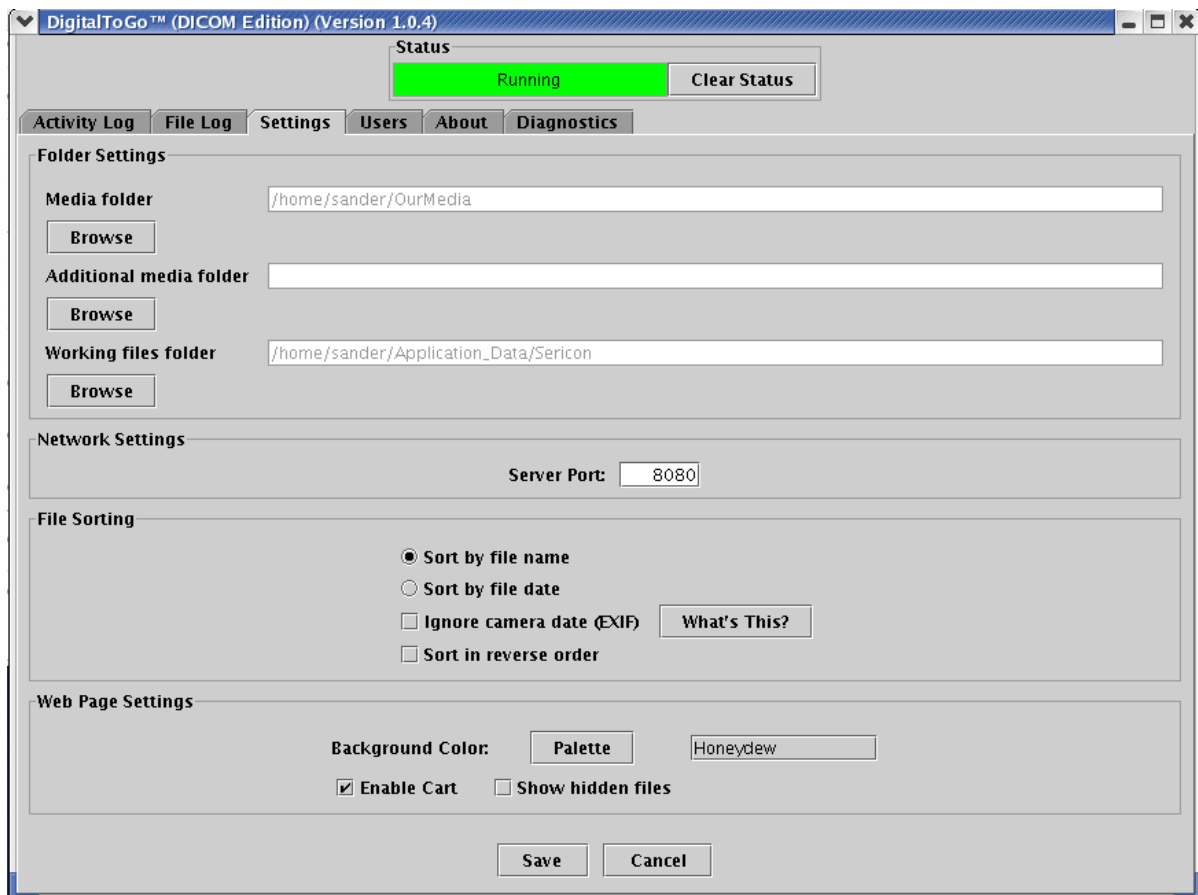 DigitalToGo™ (DICOM Edition) (Version 1.0.4)
Status
Running Clear Status
Activity Log File Log Settings Users About Diagnostics
Folder Settings
Media folder /home/sander/OurMedia
Browse
Additional media folder
Browse
Working files folder /home/sander/Application_Data/Sericon
Browse
Network Settings
Server Port: 8080
File Sorting
Sort by file name
Sort by file date
Ignore camera date (EXIF) What's This?
Sort in reverse order
Web Page Settings
Background Color: Palette Honeydew
Enable Cart Show hidden files
Save Cancel